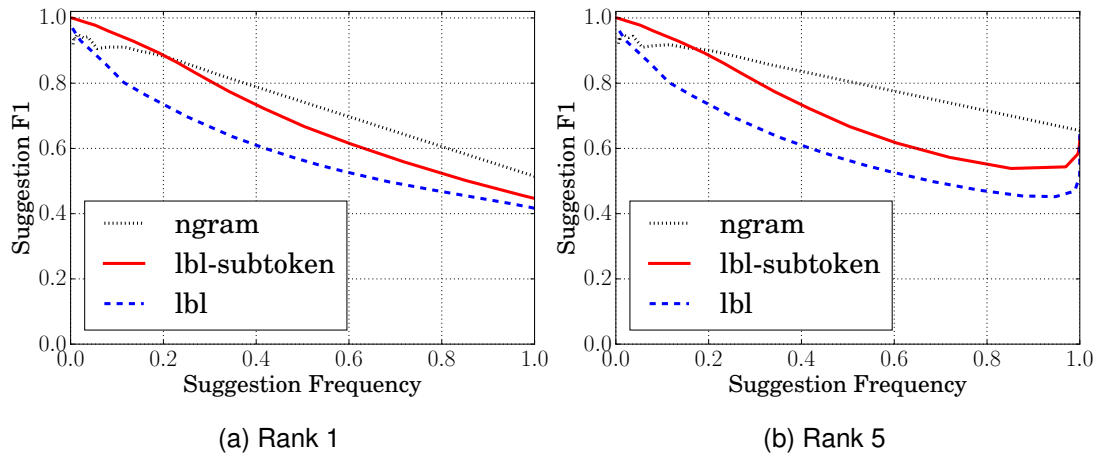 Suggestion F1
1.0
0.8
0.6
0.4
0.2
0.0
ngram
lbl-subtoken
lbl
0.0 0.2 0.4 0.6 0.8 1.0
Suggestion Frequency
(a) Rank 1
Suggestion F1
1.0
0.8
0.6
0.4
0.2
0.0
ngram
lbl-subtoken
lbl
0.0 0.2 0.4 0.6 0.8 1.0
Suggestion Frequency
(b) Rank 5